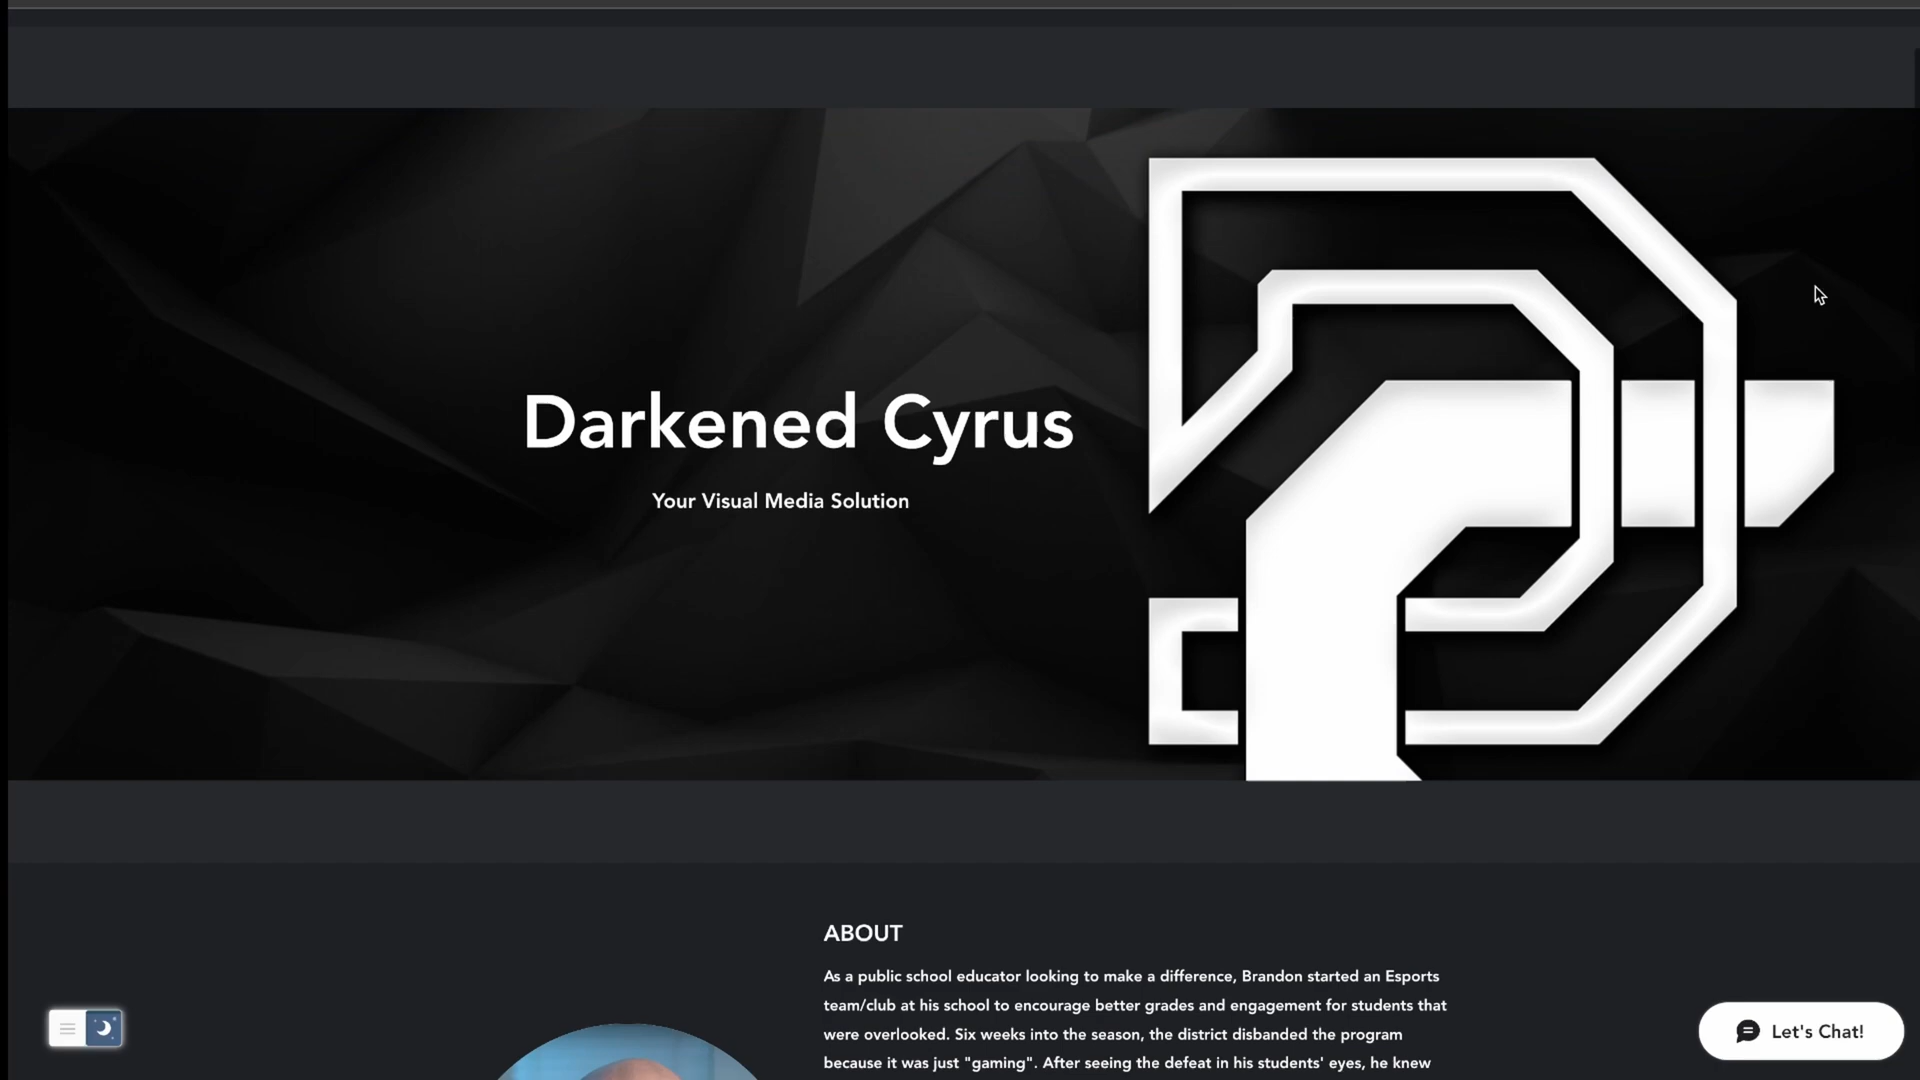 Darkened Cyrus
Your Visual Media Solution
ABOUT
As a public school educator looking to make a difference, Brandon started an Esports
team/club at his school to encourage better grades and engagement for students that
were overlooked. Six weeks into the season, the district disbanded the program
because it was just "gaming". After seeing the defeat in his students' eyes, he knew
Let's Chat!